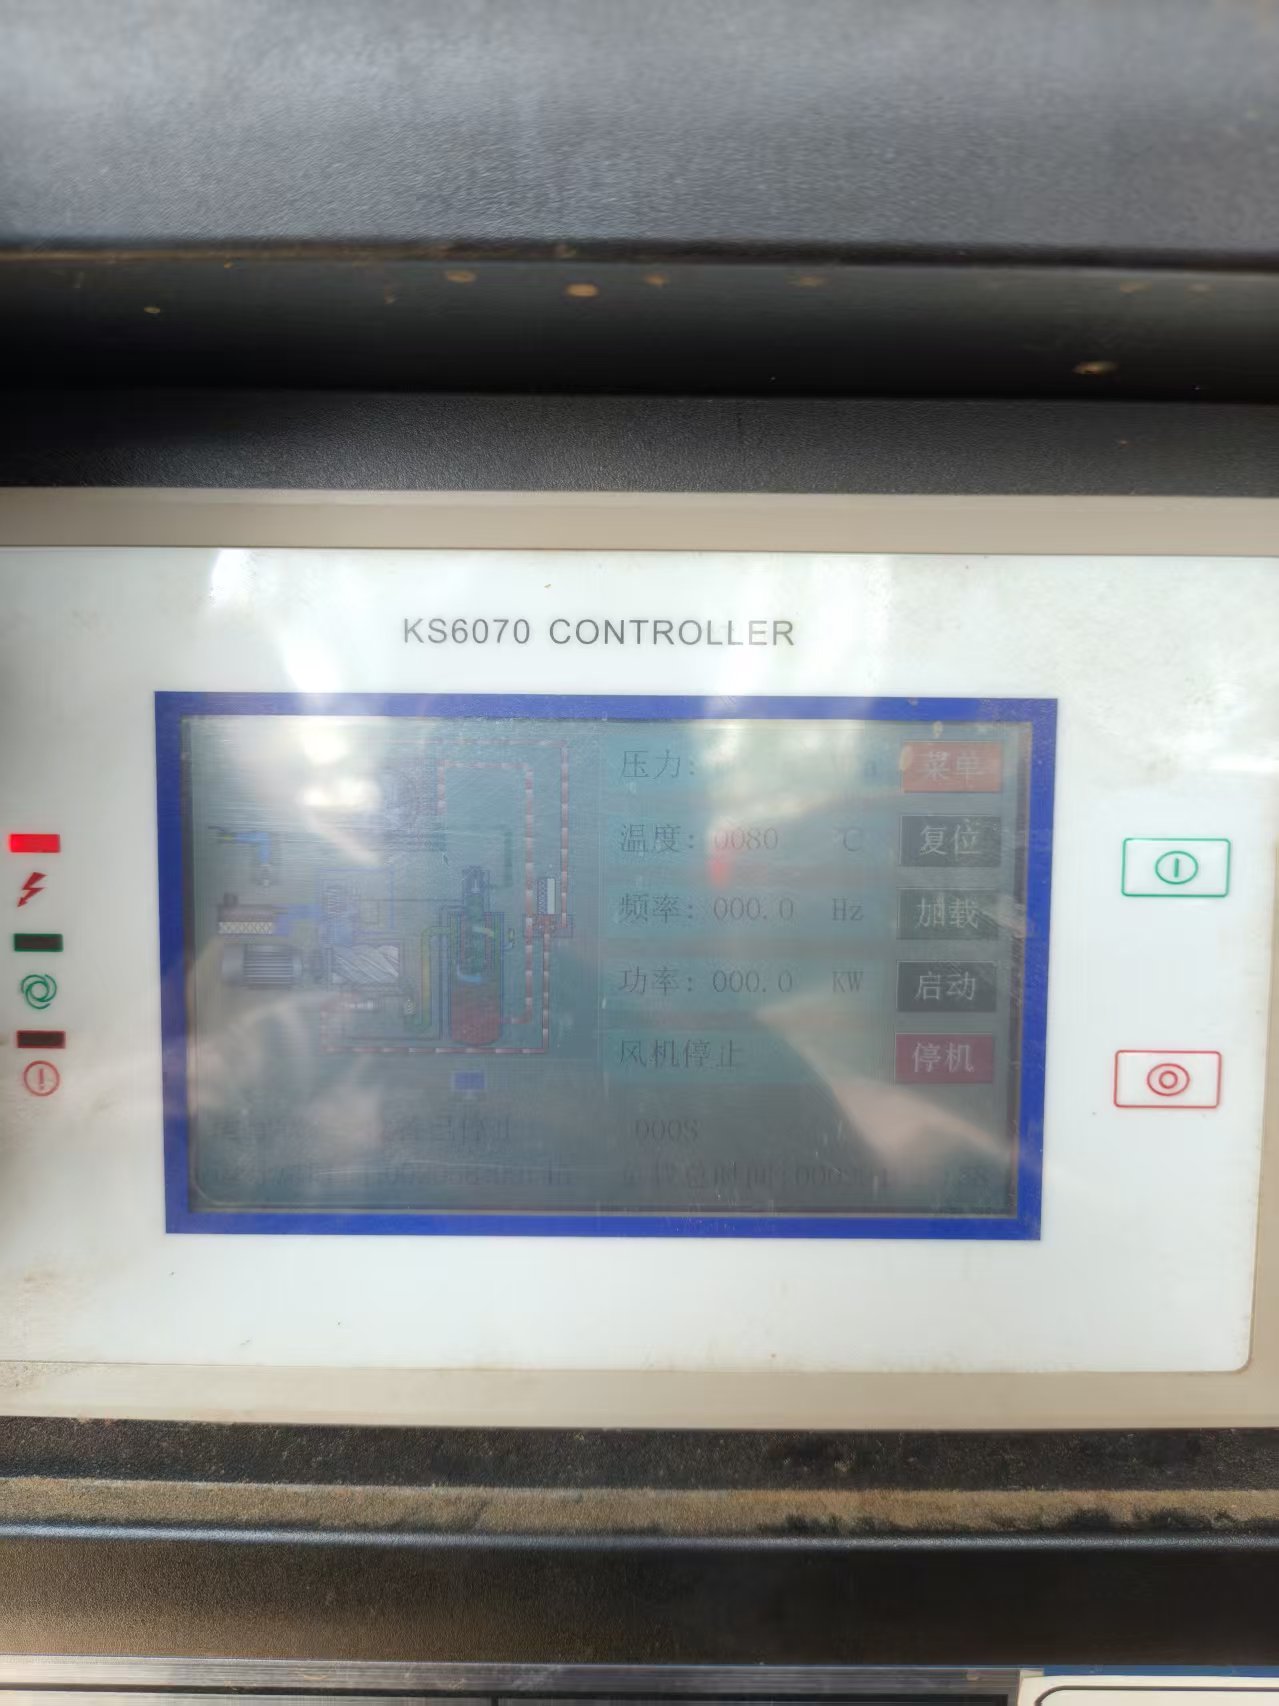 KS6070 CONTROLLER
压力: 菜单
温度: 0080 ℃ 复位
频率: 000.0 Hz 加载
功率: 000.0 KW 启动
风机停止 停机
000S